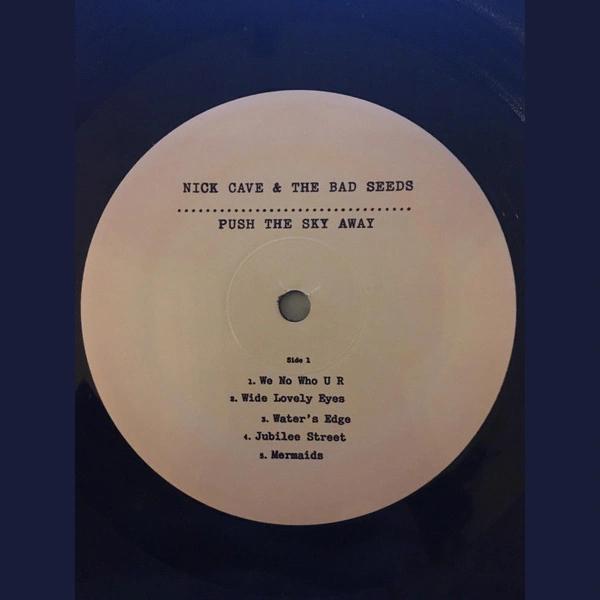 NICK CAVE & THE BAD SEEDS
PUSH THE SKY AWAY
Side 1
1. We No Who U R
2. Wide Lovely Eyes
3. Water's Edge
4. Jubilee Street
5. Mermaids